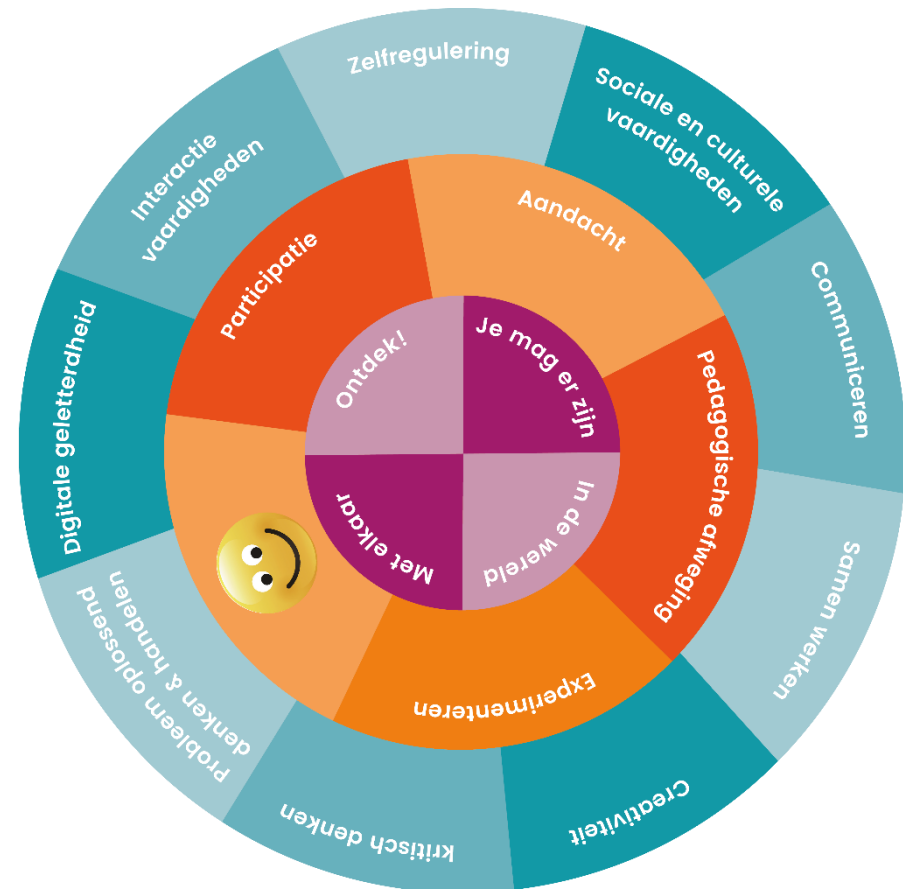 Zelfregulering
Sociale en culturele
vaardigheden
Communiceren
Samen werken
Creativiteit
kritisch denken
Probleem oplossend
denken & handelen
Digitale geletterdheid
Interactie
vaardigheden
Aandacht
Pedagogische afweging
Experimenteren
Participatie
Je mag er zijn
In de wereld
Met elkaar
Ontdek!